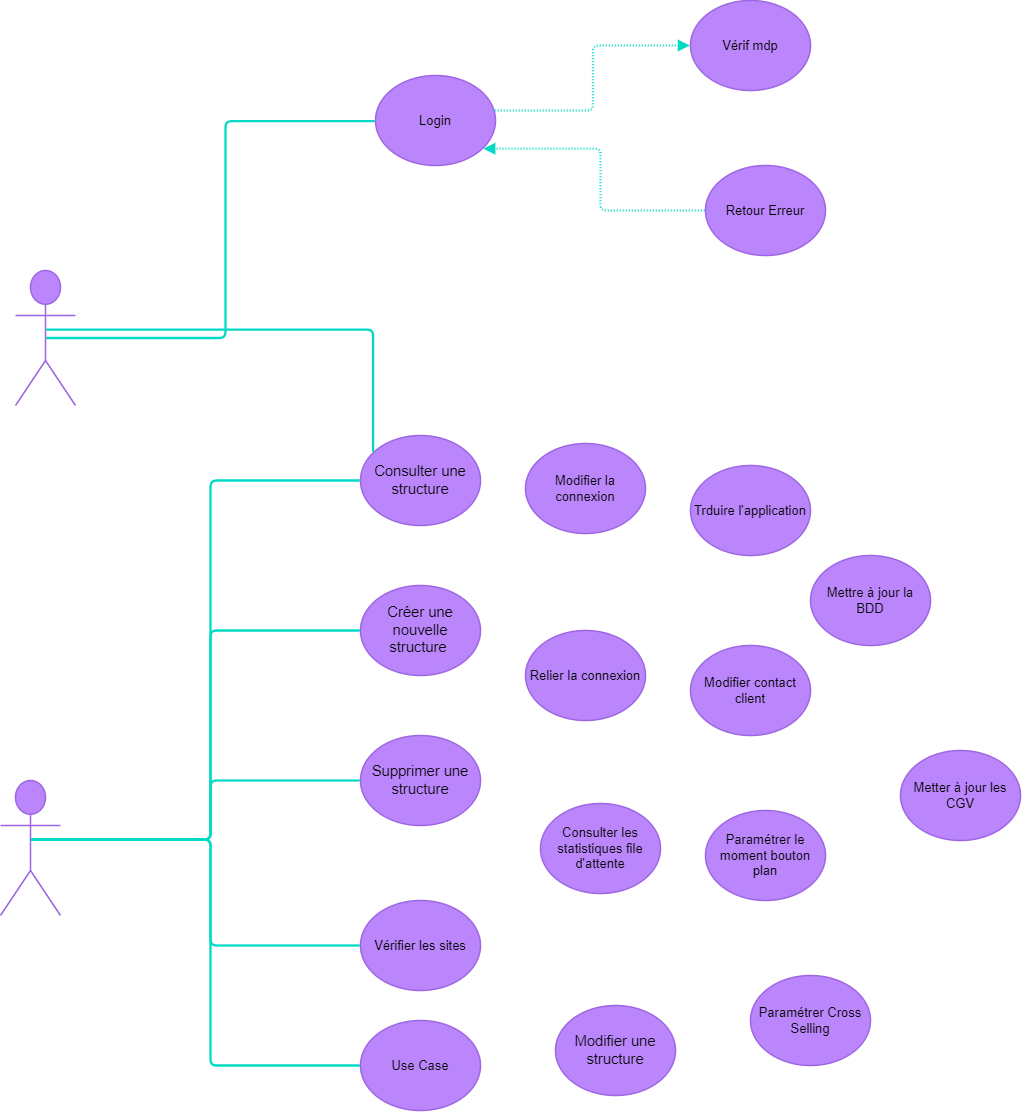 Vérif mdp
Login
Retour Erreur
Consulter une
structure
Modifier la
connexion
Trduire l'application
Mettre à jour la
BDD
Créer une
nouvelle
structure
Relier la connexion
Modifier contact
client
Supprimer une
structure
Metter à jour les
CGV
Consulter les
statistiques file
d'attente
Paramétrer le
moment bouton
plan
Vérifier les sites
Paramétrer Cross
Selling
Modifier une
structure
Use Case